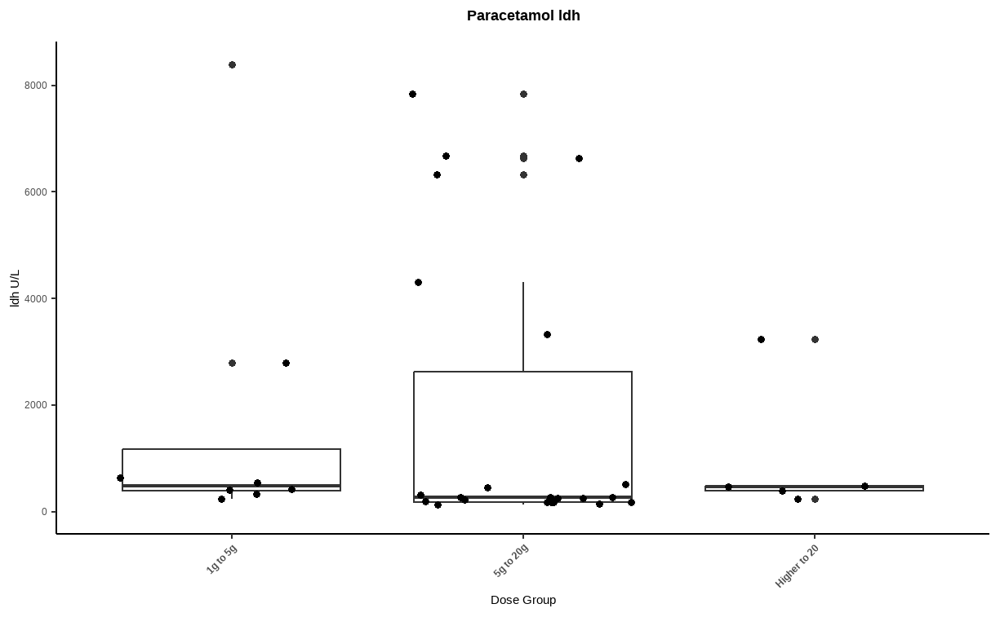 Paracetamol ldh
8000
6000
4000
2000
0
ldh U/L
1g to 5g
5g to 20g
Higher to 20
Dose Group